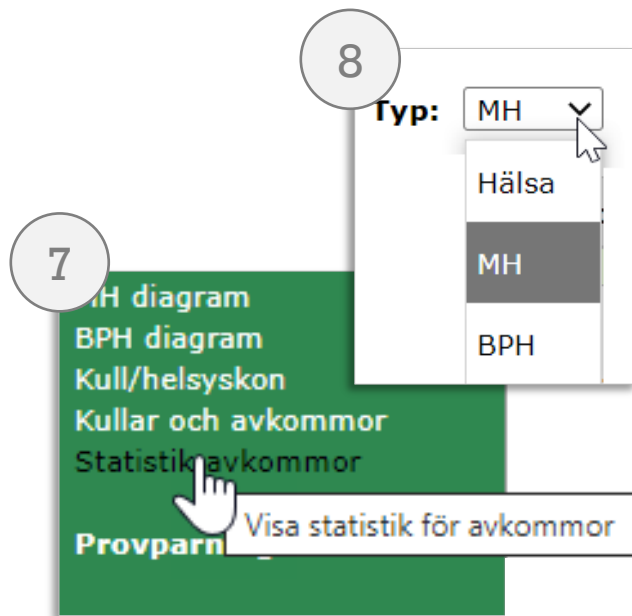 8
Typ: MH
Hälsa
MH
BPH
7
MH diagram
BPH diagram
Kull/helsyskon
Kullar och avkommor
Statistik avkommor
Visa statistik för avkommor